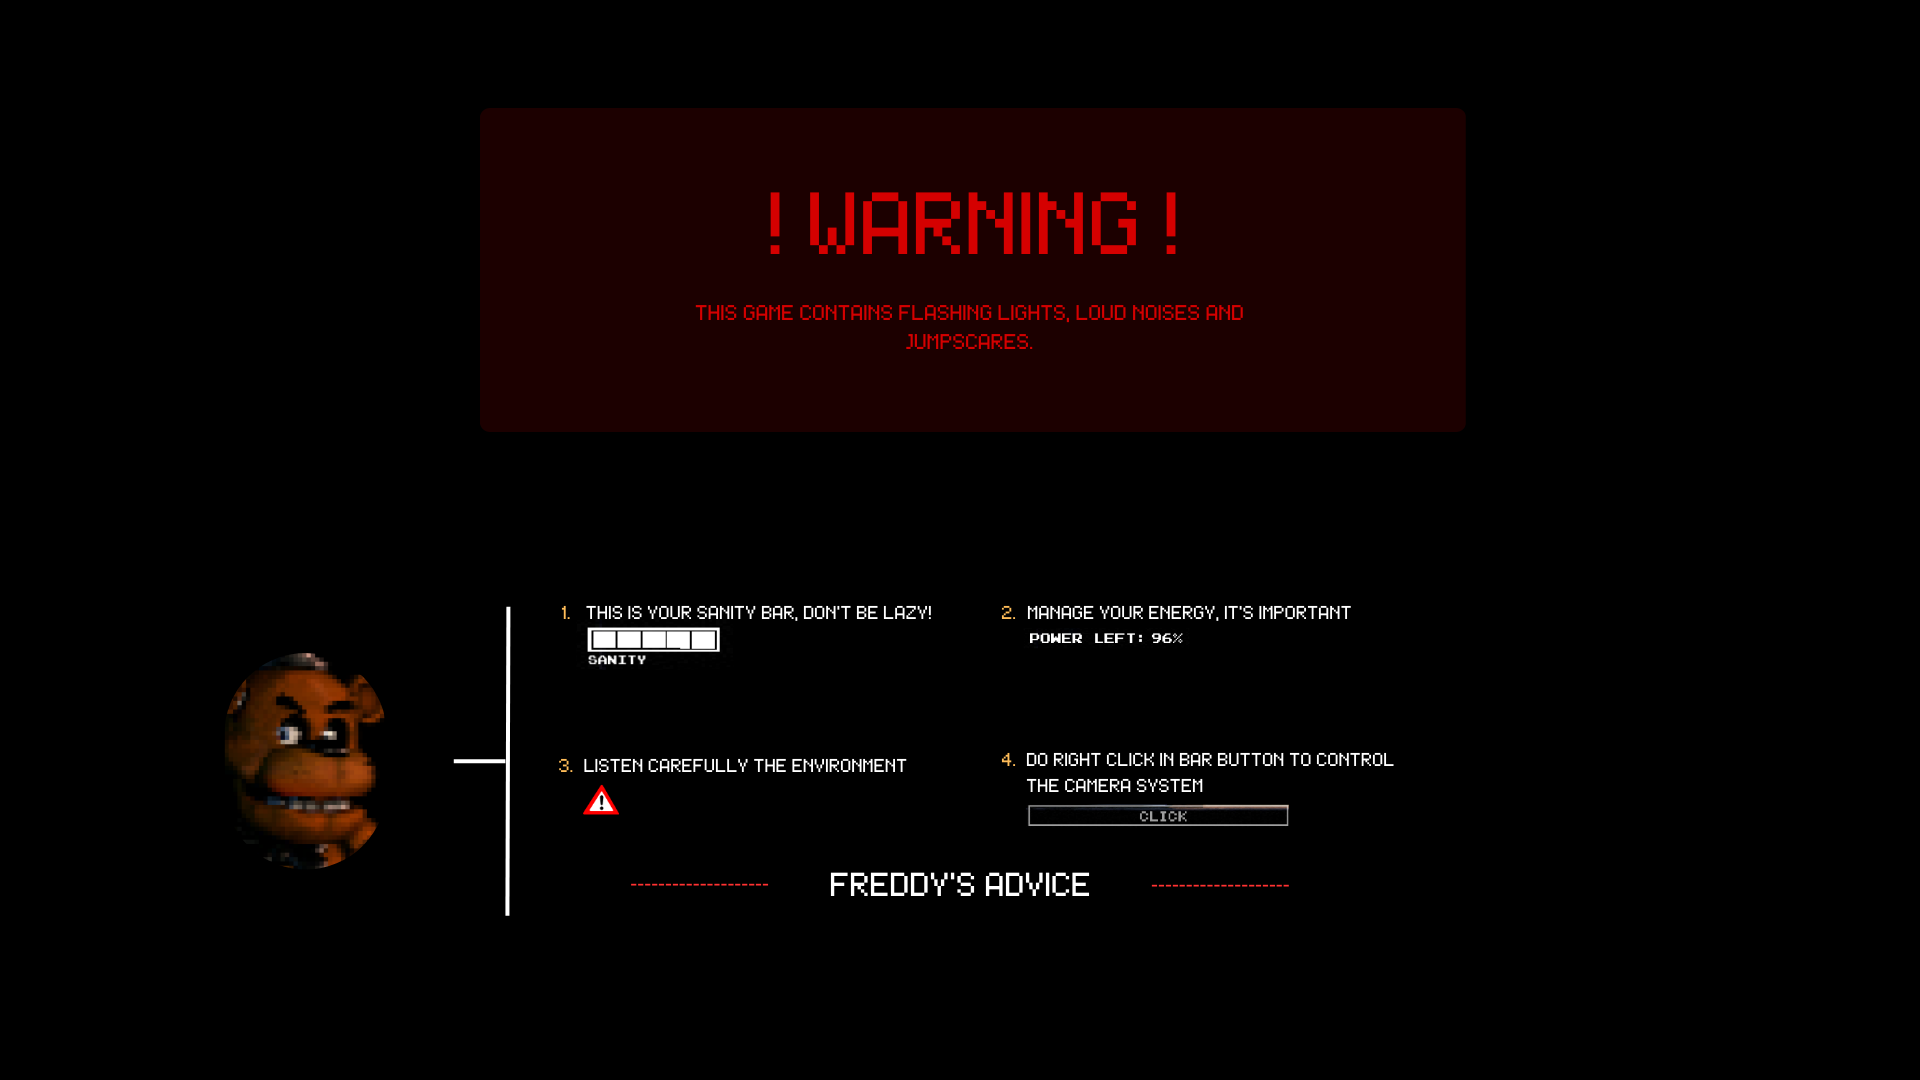 ! WARNING !
THIS GAME CONTAINS FLASHING LIGHTS, LOUD NOISES AND
JUMPSCARES.
1. THIS IS YOUR SANITY BAR, DON'T BE LAZY!
SANITY
2. MANAGE YOUR ENERGY, IT'S IMPORTANT
POWER LEFT: 96%
3. LISTEN CAREFULLY THE ENVIRONMENT
!
4. DO RIGHT CLICK IN BAR BUTTON TO CONTROL
THE CAMERA SYSTEM
CLICK
-------------------- FREDDY'S ADVICE --------------------